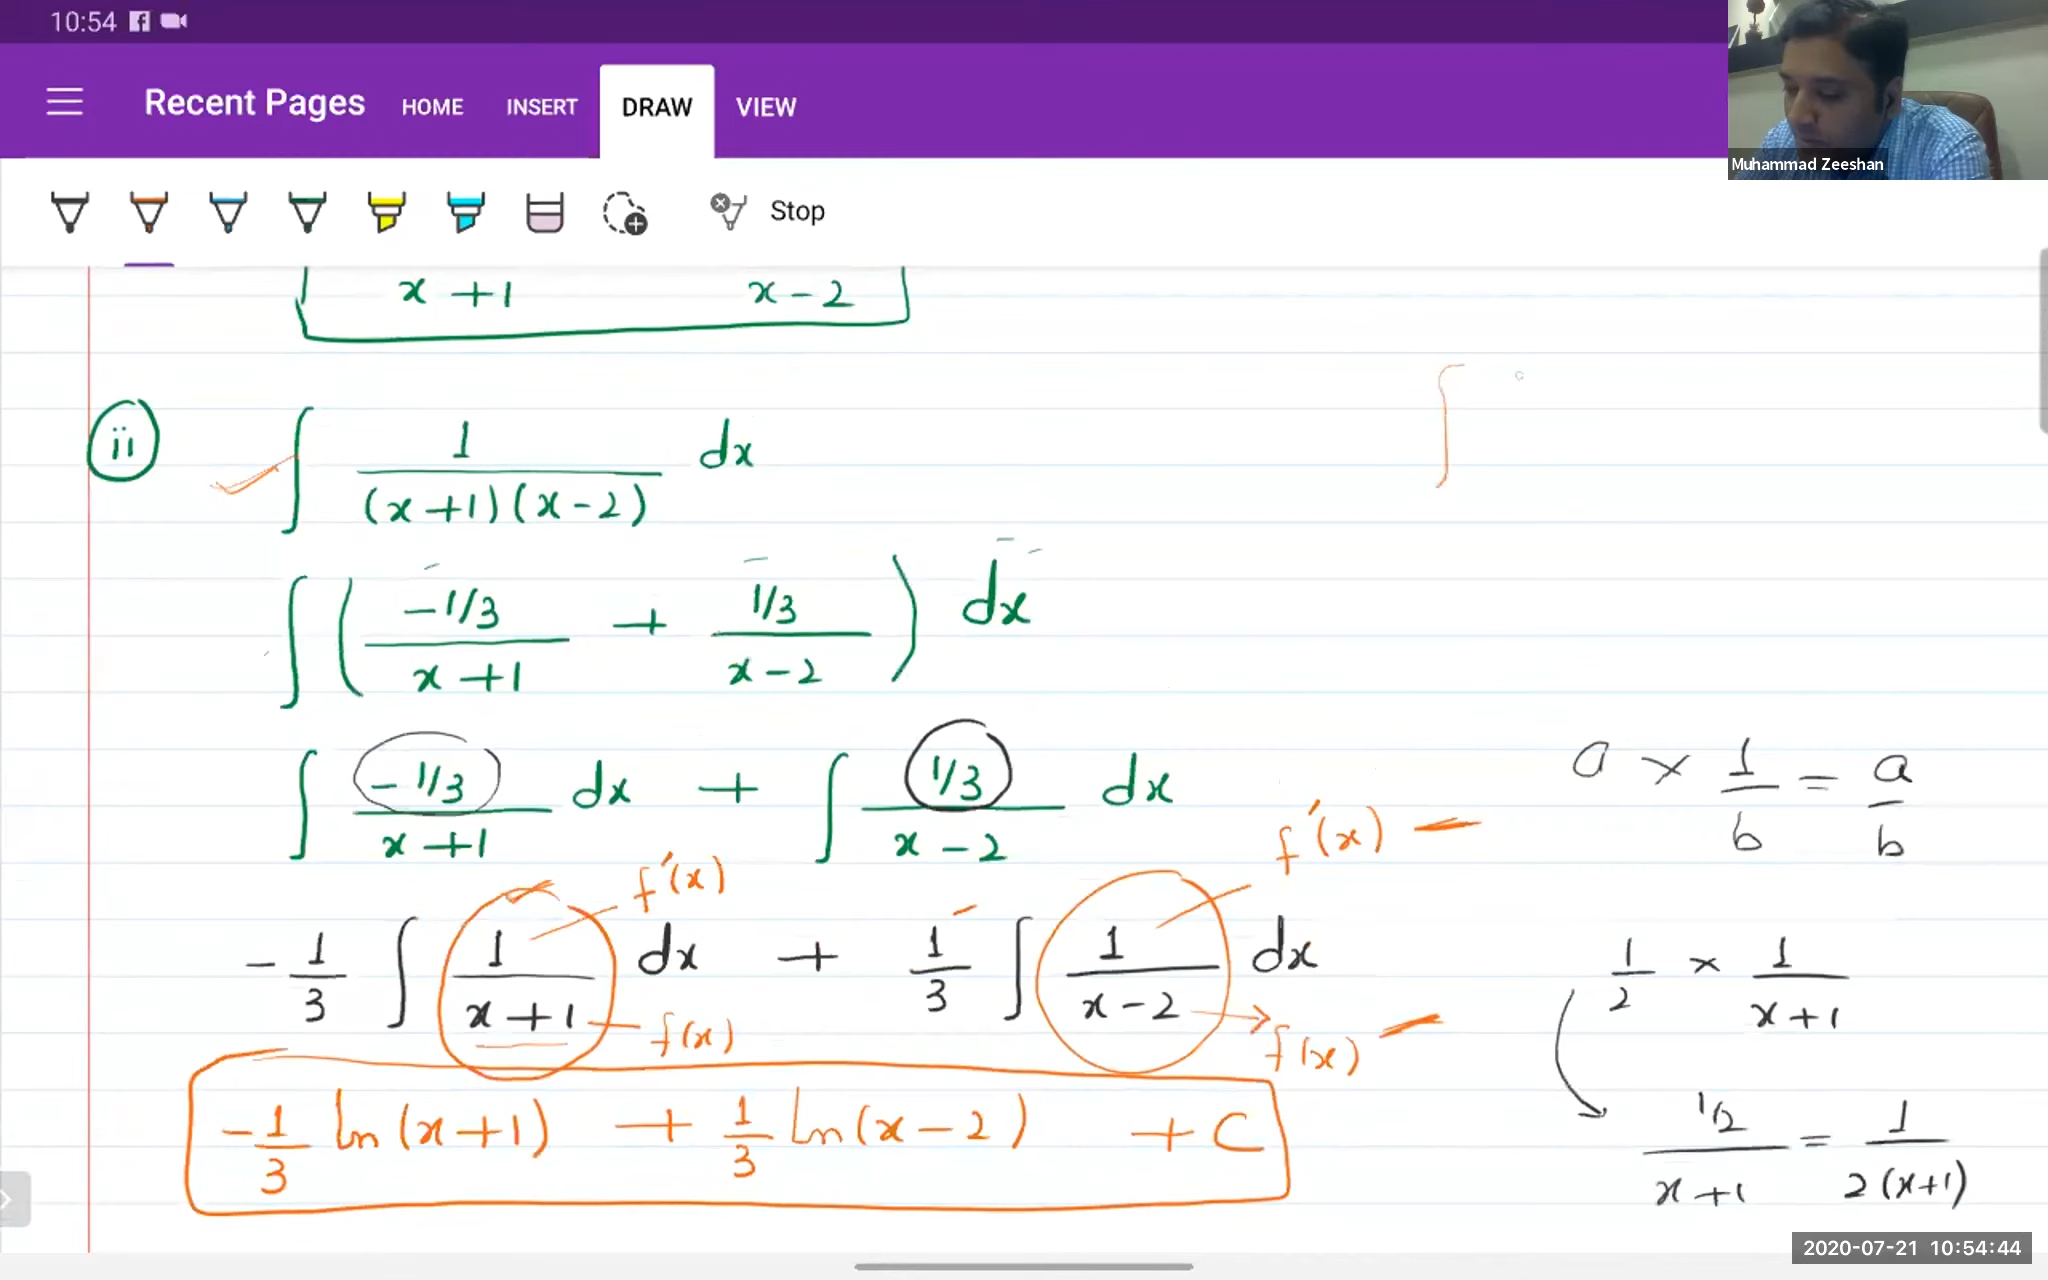 10:54
Recent Pages HOME INSERT DRAW VIEW
Muhammad Zeeshan
Stop
x + 1    x - 2
ii ∫ 1/((x+1)(x-2)) dx
∫ ( (-1/3)/(x+1) + (1/3)/(x-2) ) dx
∫ (-1/3)/(x+1) dx + ∫ (1/3)/(x-2) dx
a × 1/b = a/b
f'(x)
f'(x)
-1/3 ∫ 1/(x+1) dx + 1/3 ∫ 1/(x-2) dx
f(x)
f(x)
1/2 × 1/(x+1)
-1/3 ln(x+1) + 1/3 ln(x-2) + C
(1/2)/(x+1) = 1/(2(x+1))
∫
2020-07-21 10:54:44